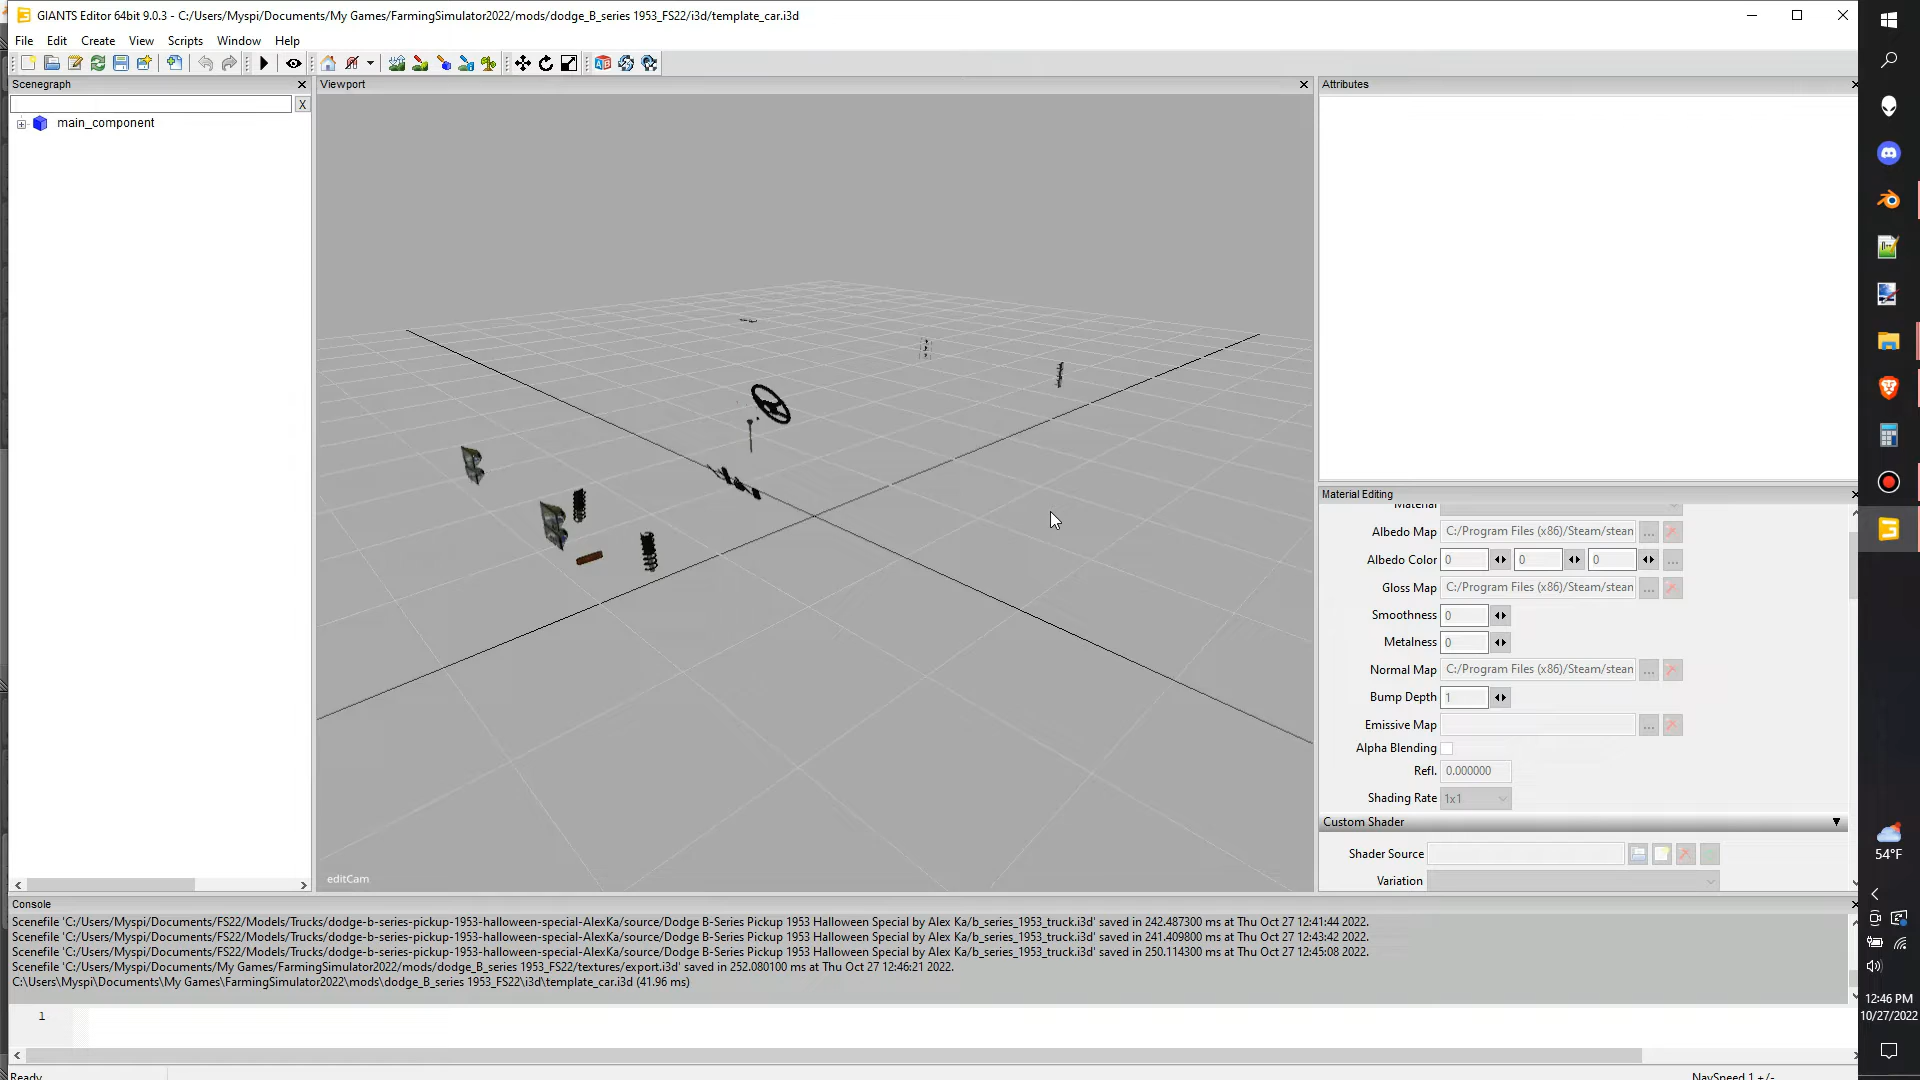 GIANTS Editor 64bit 9.0.3 - C:/Users/Myspi/Documents/My Games/FarmingSimulator2022/mods/dodge_B_series 1953_FS22/i3d/template_car.i3d
File Edit Create View Scripts Window Help
Scenegraph
Viewport
Attributes
X
main_component
Material Editing
Material
Albedo Map C:/Program Files (x86)/Steam/stean ...
Albedo Color 0 0 0 ...
Gloss Map C:/Program Files (x86)/Steam/stean ...
Smoothness 0
Metalness 0
Normal Map C:/Program Files (x86)/Steam/stean ...
Bump Depth 1
Emissive Map ...
Alpha Blending
Refl. 0.000000
Shading Rate 1x1
Custom Shader
Shader Source
Variation
editCam
Console
Scenefile 'C:/Users/Myspi/Documents/FS22/Models/Trucks/dodge-b-series-pickup-1953-halloween-special-AlexKa/source/Dodge B-Series Pickup 1953 Halloween Special by Alex Ka/b_series_1953_truck.i3d' saved in 242.487300 ms at Thu Oct 27 12:41:44 2022.
Scenefile 'C:/Users/Myspi/Documents/FS22/Models/Trucks/dodge-b-series-pickup-1953-halloween-special-AlexKa/source/Dodge B-Series Pickup 1953 Halloween Special by Alex Ka/b_series_1953_truck.i3d' saved in 241.409800 ms at Thu Oct 27 12:43:42 2022.
Scenefile 'C:/Users/Myspi/Documents/FS22/Models/Trucks/dodge-b-series-pickup-1953-halloween-special-AlexKa/source/Dodge B-Series Pickup 1953 Halloween Special by Alex Ka/b_series_1953_truck.i3d' saved in 250.114300 ms at Thu Oct 27 12:45:08 2022.
Scenefile 'C:/Users/Myspi/Documents/My Games/FarmingSimulator2022/mods/dodge_B_series 1953_FS22/textures/export.i3d' saved in 252.080100 ms at Thu Oct 27 12:46:21 2022.
C:\Users\Myspi\Documents\My Games\FarmingSimulator2022\mods\dodge_B_series 1953_FS22\i3d\template_car.i3d (41.96 ms)
1
Ready
NavSpeed 1 +/-
54°F
12:46 PM
10/27/2022